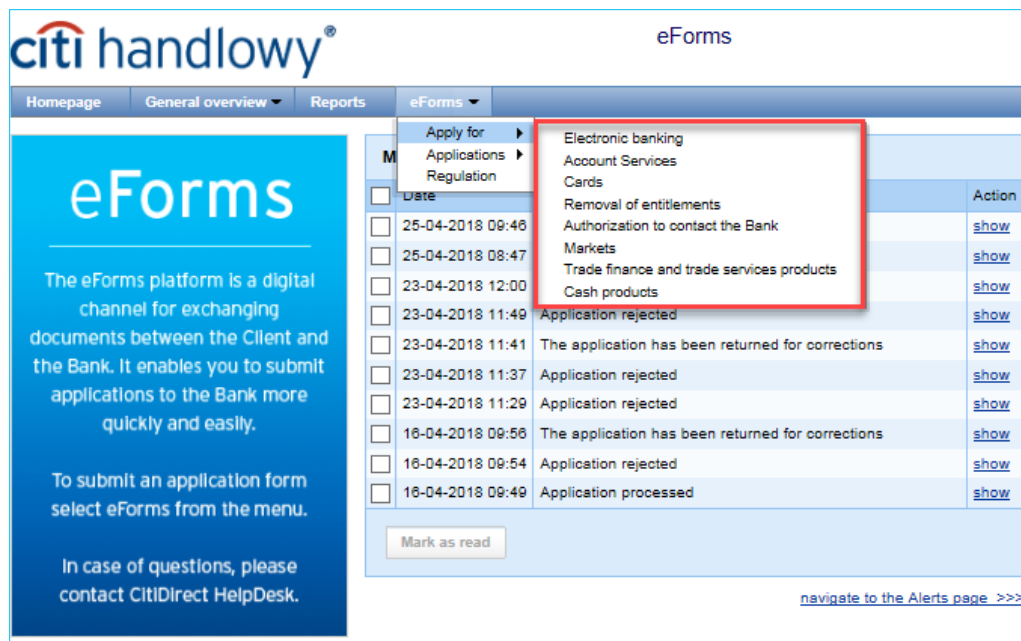 citi handlowy®
eForms
Homepage General overview Reports eForms
Apply for
Applications
Regulation
Electronic banking
Account Services
Cards
Removal of entitlements
Authorization to contact the Bank
Markets
Trade finance and trade services products
Cash products
eForms
The eForms platform is a digital
channel for exchanging
documents between the Client and
the Bank. It enables you to submit
applications to the Bank more
quickly and easily.
To submit an application form
select eForms from the menu.
In case of questions, please
contact CitiDirect HelpDesk.
M
Date Action
25-04-2018 09:46 show
25-04-2018 08:47 show
23-04-2018 12:00 show
23-04-2018 11:49 Application rejected show
23-04-2018 11:41 The application has been returned for corrections show
23-04-2018 11:37 Application rejected show
23-04-2018 11:29 Application rejected show
16-04-2018 09:56 The application has been returned for corrections show
16-04-2018 09:54 Application rejected show
16-04-2018 09:49 Application processed show
Mark as read
navigate to the Alerts page >>>